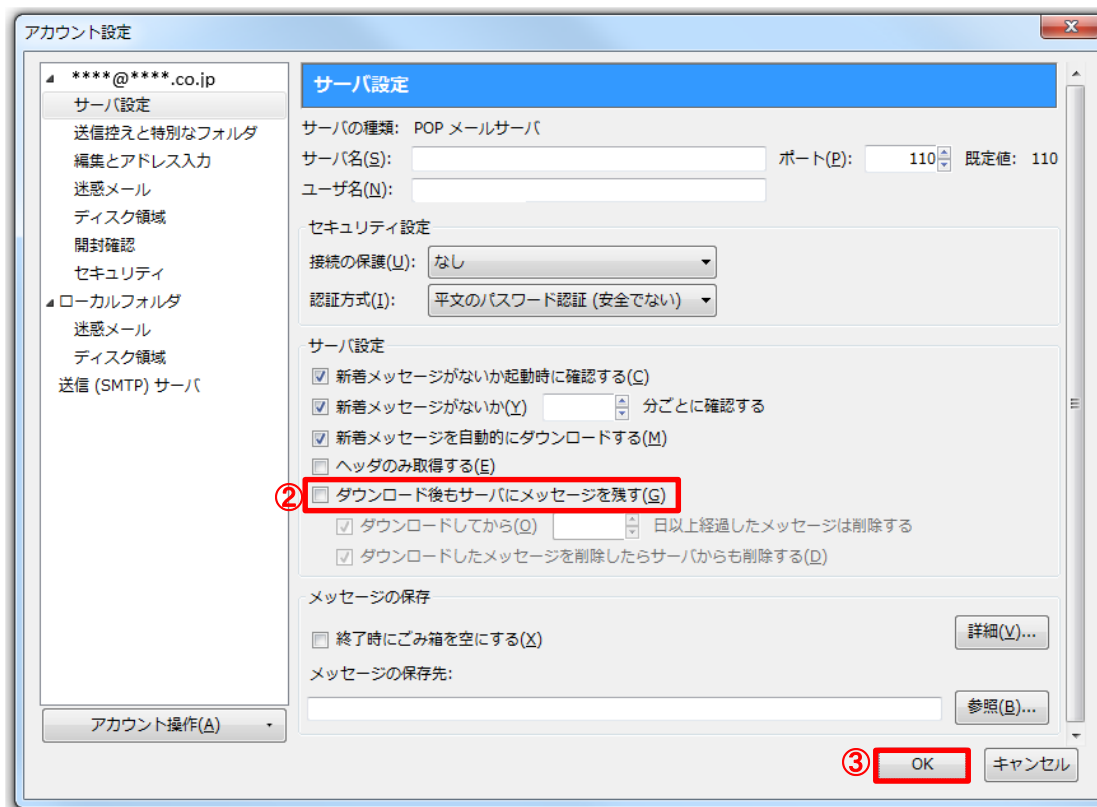 アカウント設定
****@****.co.jp
サーバ設定
送信控えと特別なフォルダ
編集とアドレス入力
迷惑メール
ディスク領域
開封確認
セキュリティ
ローカルフォルダ
迷惑メール
ディスク領域
送信 (SMTP) サーバ
アカウント操作(A)
サーバ設定
サーバの種類: POP メールサーバ
サーバ名(S): ポート(P): 110 既定値: 110
ユーザ名(N):
セキュリティ設定
接続の保護(U): なし
認証方式(I): 平文のパスワード認証 (安全でない)
サーバ設定
新着メッセージがないか起動時に確認する(C)
新着メッセージがないか(Y) 分ごとに確認する
新着メッセージを自動的にダウンロードする(M)
ヘッダのみ取得する(E)
② ダウンロード後もサーバにメッセージを残す(G)
ダウンロードしてから(O) 日以上経過したメッセージは削除する
ダウンロードしたメッセージを削除したらサーバからも削除する(D)
メッセージの保存
詳細(V)...
終了時にごみ箱を空にする(X)
メッセージの保存先:
参照(B)...
③ OK キャンセル